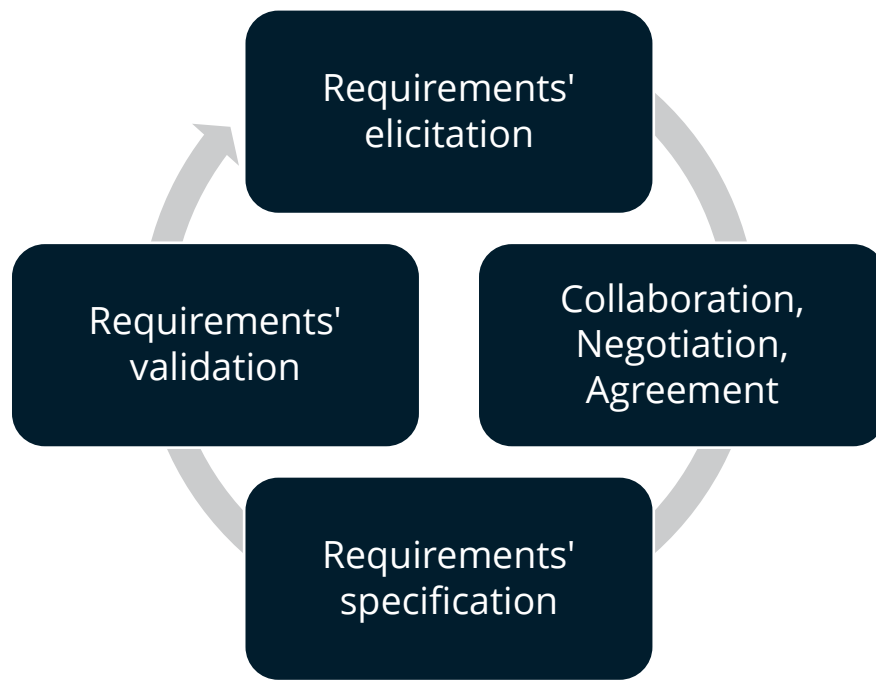 Requirements'
elicitation
Collaboration,
Negotiation,
Agreement
Requirements'
specification
Requirements'
validation